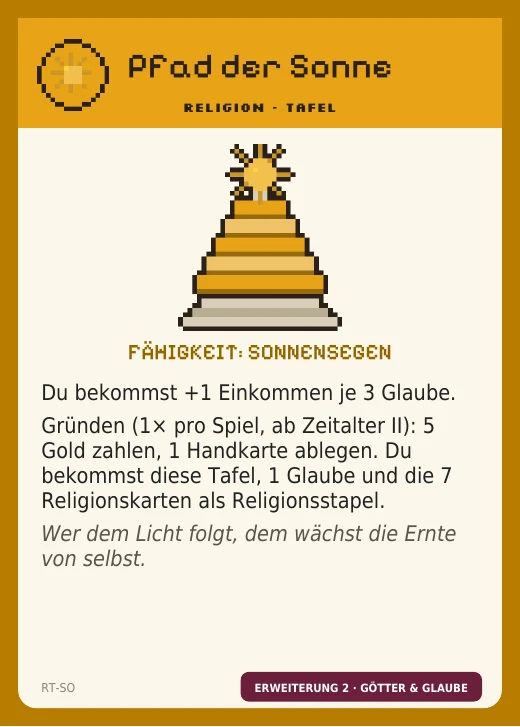 Pfad der Sonne
RELIGION - TAFEL
FÄHIGKEIT: SONNENSEGEN
Du bekommst +1 Einkommen je 3 Glaube.
Gründen (1× pro Spiel, ab Zeitalter II): 5
Gold zahlen, 1 Handkarte ablegen. Du
bekommst diese Tafel, 1 Glaube und die 7
Religionskarten als Religionsstapel.
Wer dem Licht folgt, dem wächst die Ernte
von selbst.
RT-SO
ERWEITERUNG 2 · GÖTTER & GLAUBE